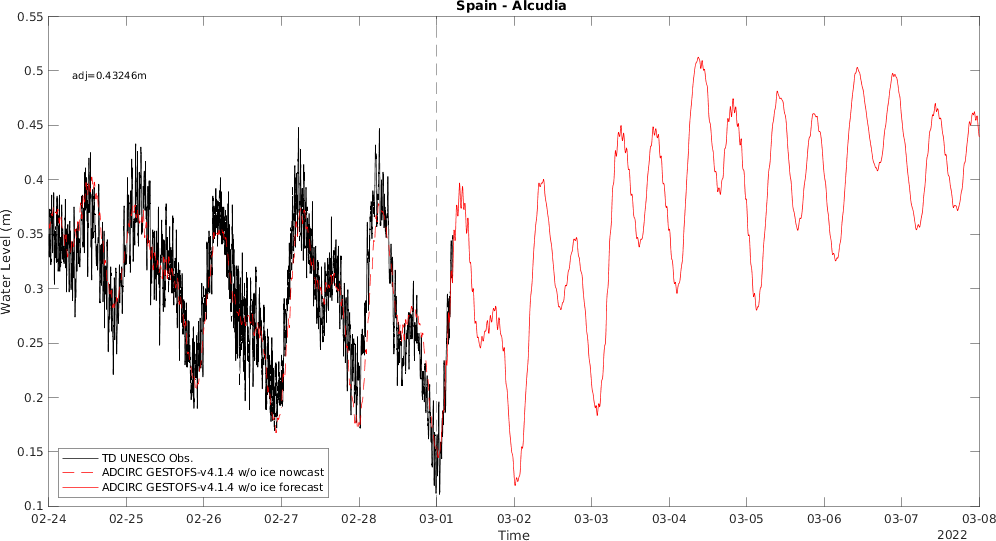 Spain - Alcudia
adj=0.43246m
Water Level (m)
0.55
0.5
0.45
0.4
0.35
0.3
0.25
0.2
0.15
0.1
TD UNESCO Obs.
ADCIRC GESTOFS-v4.1.4 w/o ice nowcast
ADCIRC GESTOFS-v4.1.4 w/o ice forecast
02-24 02-25 02-26 02-27 02-28 03-01 03-02 03-03 03-04 03-05 03-06 03-07 03-08
Time
2022